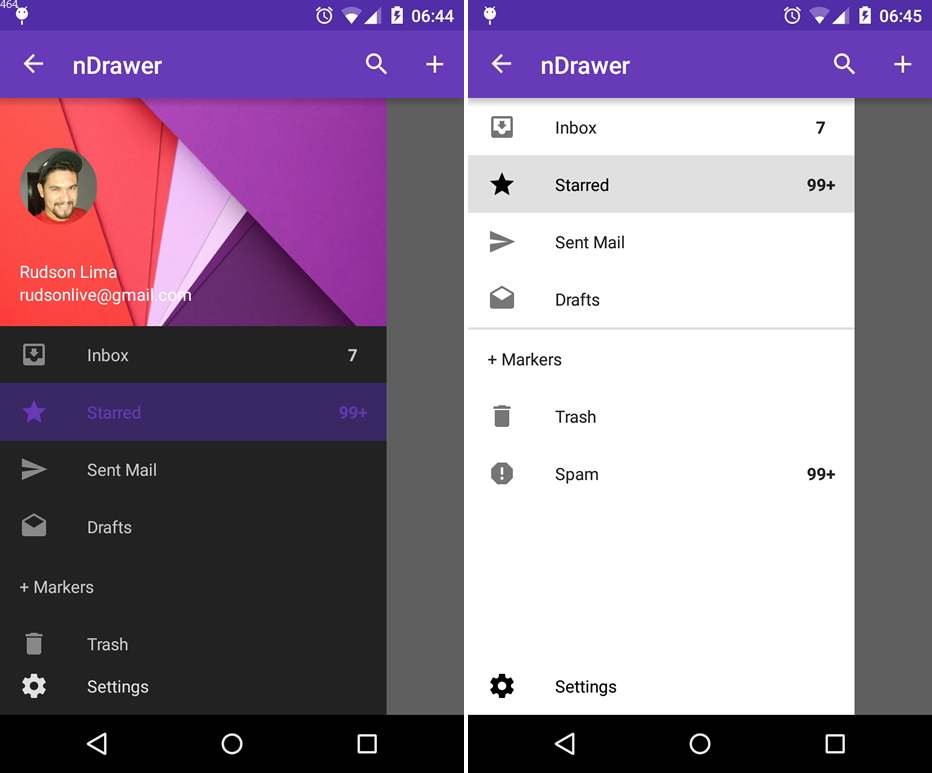 464
06:44
nDrawer
Rudson Lima
rudsonlive@gmail.com
Inbox 7
Starred 99+
Sent Mail
Drafts
+ Markers
Trash
Settings
06:45
nDrawer
Inbox 7
Starred 99+
Sent Mail
Drafts
+ Markers
Trash
Spam 99+
Settings